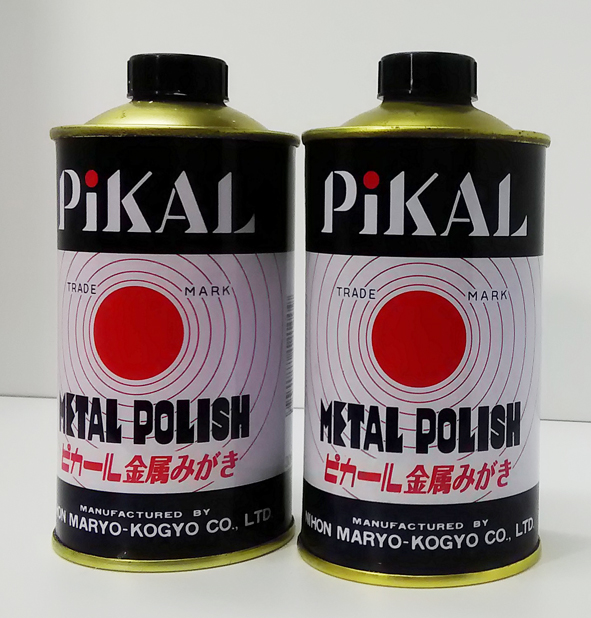 PiKAL
TRADE MARK
METAL POLISH
ピカール金属みがき
MANUFACTURED BY
MARYO-KOGYO CO., LTD
PiKAL
TRADE MARK
METAL POLISH
ピカール金属みがき
MANUFACTURED BY
NIHON MARYO-KOGYO CO., LTD.